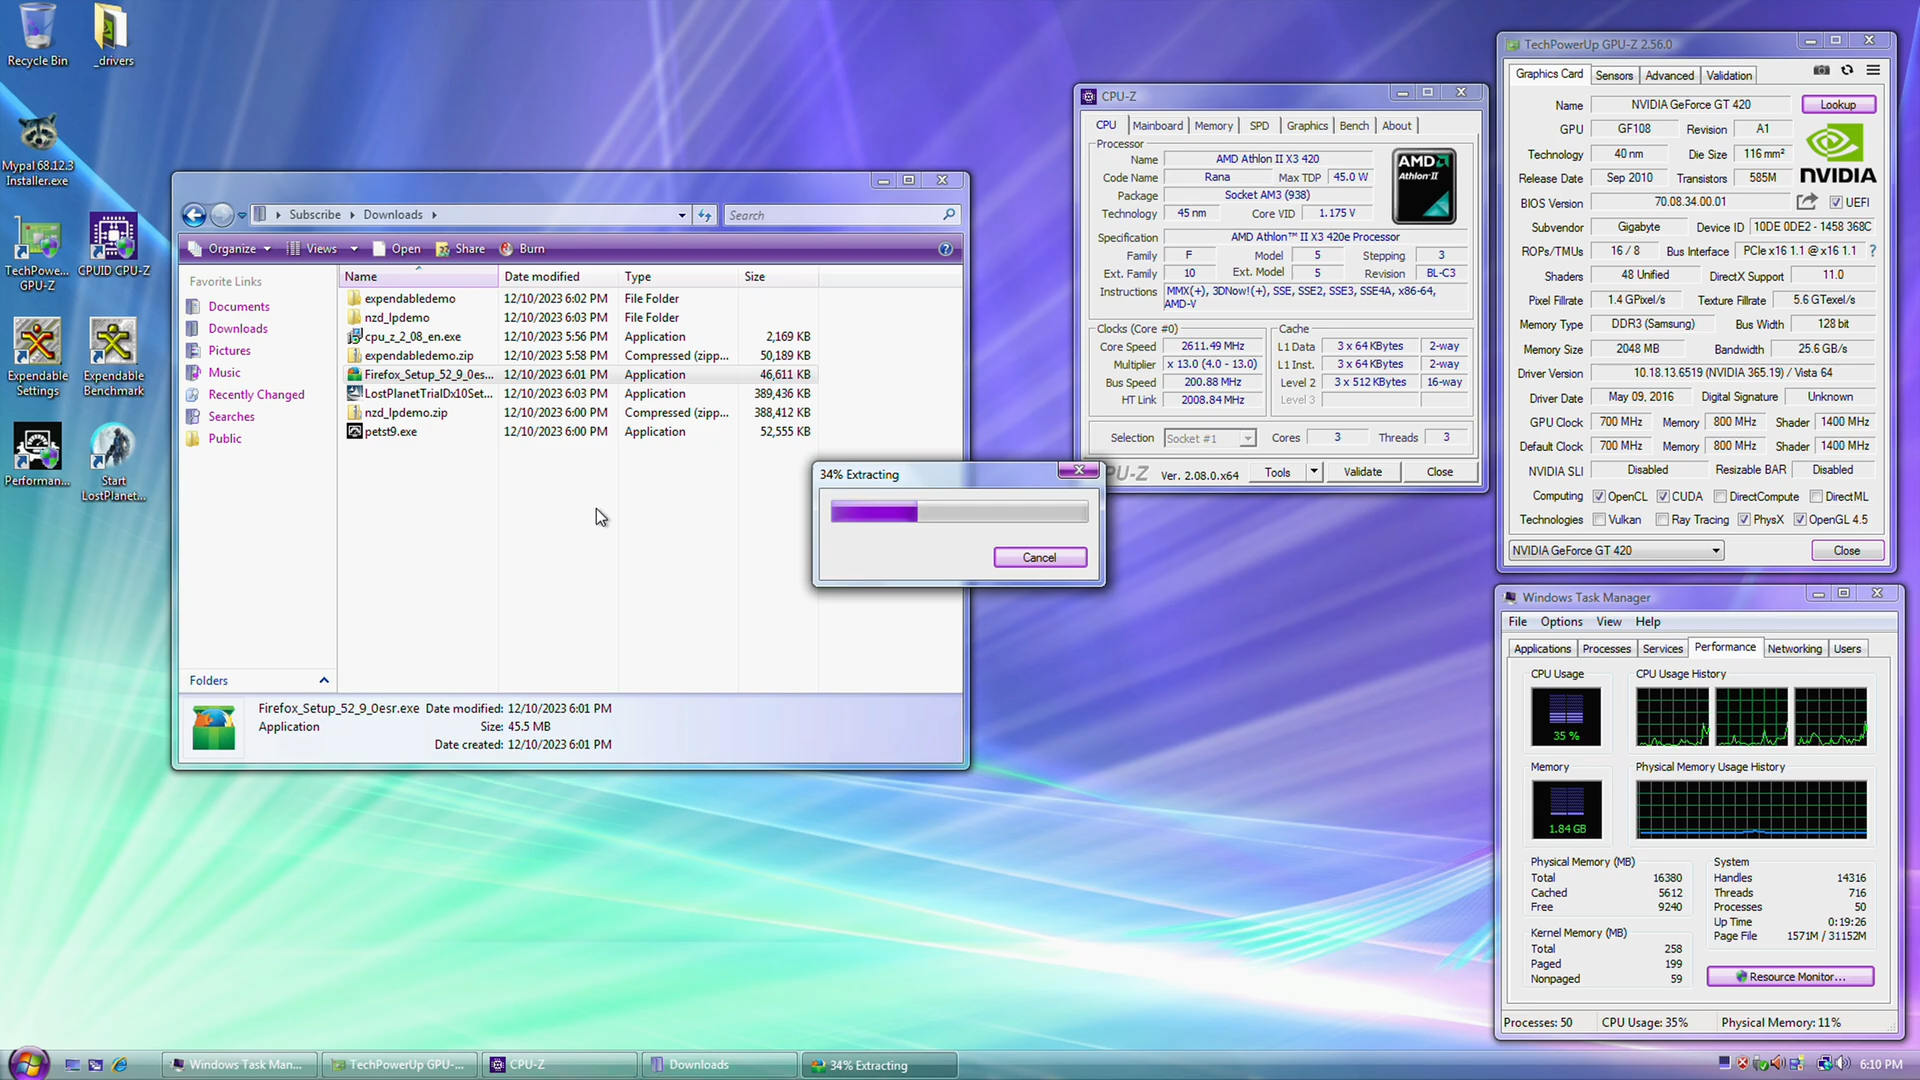 Recycle Bin
_drivers
Mypal 68.12.3
Installer.exe
TechPowe...
GPU-Z
CPUID CPU-Z
Expendable
Settings
Expendable
Benchmark
Performan...
Start
LostPlanet...
Subscribe
Downloads
Search
Organize
Views
Open
Share
Burn
Favorite Links
Documents
Downloads
Pictures
Music
Recently Changed
Searches
Public
Folders
Name Date modified Type Size
expendabledemo 12/10/2023 6:02 PM File Folder
nzd_lpdemo 12/10/2023 6:03 PM File Folder
cpu_z_2_08_en.exe 12/10/2023 5:56 PM Application 2,169 KB
expendabledemo.zip 12/10/2023 5:58 PM Compressed (zipp... 50,189 KB
Firefox_Setup_52_9_0es... 12/10/2023 6:01 PM Application 46,611 KB
LostPlanetTrialDx10Set... 12/10/2023 6:03 PM Application 389,436 KB
nzd_lpdemo.zip 12/10/2023 6:00 PM Compressed (zipp... 388,412 KB
petst9.exe 12/10/2023 6:00 PM Application 52,555 KB
Firefox_Setup_52_9_0esr.exe Date modified: 12/10/2023 6:01 PM
Application Size: 45.5 MB
Date created: 12/10/2023 6:01 PM
34% Extracting
Cancel
CPU-Z
CPU Mainboard Memory SPD Graphics Bench About
Processor
Name AMD Athlon II X3 420
Code Name Rana Max TDP 45.0 W
Package Socket AM3 (938)
Technology 45 nm Core VID 1.175 V
AMD
Athlon II
Specification AMD Athlon™ II X3 420e Processor
Family F Model 5 Stepping 3
Ext. Family 10 Ext. Model 5 Revision BL-C3
Instructions MMX(+), 3DNow!(+), SSE, SSE2, SSE3, SSE4A, x86-64,
AMD-V
Clocks (Core #0)
Core Speed 2611.49 MHz
Multiplier x 13.0 (4.0 - 13.0)
Bus Speed 200.88 MHz
HT Link 2008.84 MHz
Cache
L1 Data 3 x 64 KBytes 2-way
L1 Inst. 3 x 64 KBytes 2-way
Level 2 3 x 512 KBytes 16-way
Level 3
Selection Socket #1 Cores 3 Threads 3
PU-Z Ver. 2.08.0.x64 Tools Validate Close
TechPowerUp GPU-Z 2.56.0
Graphics Card Sensors Advanced Validation
Name NVIDIA GeForce GT 420 Lookup
GPU GF108 Revision A1
Technology 40 nm Die Size 116 mm²
Release Date Sep 2010 Transistors 585M
NVIDIA
BIOS Version 70.08.34.00.01 UEFI
Subvendor Gigabyte Device ID 10DE 0DE2 - 1458 368C
ROPs/TMUs 16 / 8 Bus Interface PCIe x16 1.1 @ x16 1.1 ?
Shaders 48 Unified DirectX Support 11.0
Pixel Fillrate 1.4 GPixel/s Texture Fillrate 5.6 GTexel/s
Memory Type DDR3 (Samsung) Bus Width 128 bit
Memory Size 2048 MB Bandwidth 25.6 GB/s
Driver Version 10.18.13.6519 (NVIDIA 365.19) / Vista 64
Driver Date May 09, 2016 Digital Signature Unknown
GPU Clock 700 MHz Memory 800 MHz Shader 1400 MHz
Default Clock 700 MHz Memory 800 MHz Shader 1400 MHz
NVIDIA SLI Disabled Resizable BAR Disabled
Computing OpenCL CUDA DirectCompute DirectML
Technologies Vulkan Ray Tracing PhysX OpenGL 4.5
NVIDIA GeForce GT 420 Close
Windows Task Manager
File Options View Help
Applications Processes Services Performance Networking Users
CPU Usage CPU Usage History
35 %
Memory Physical Memory Usage History
1.84 GB
Physical Memory (MB)
Total 16380
Cached 5612
Free 9240
Kernel Memory (MB)
Total 258
Paged 199
Nonpaged 59
System
Handles 14316
Threads 716
Processes 50
Up Time 0:19:26
Page File 1571M / 31152M
Resource Monitor...
Processes: 50 CPU Usage: 35% Physical Memory: 11%
Windows Task Man...
TechPowerUp GPU-...
CPU-Z
Downloads
34% Extracting
6:10 PM